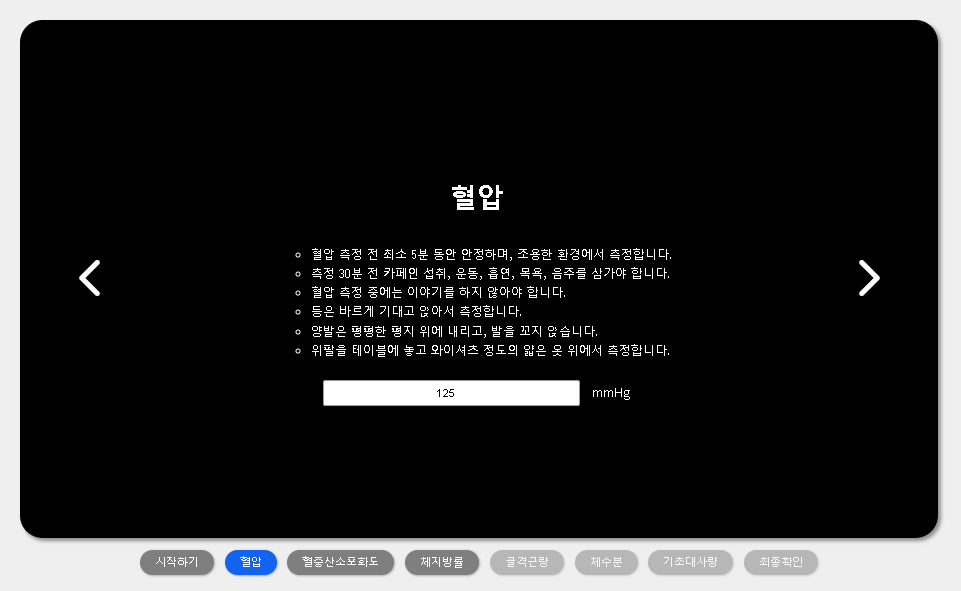 혈압
혈압 측정 전 최소 5분 동안 안정하며, 조용한 환경에서 측정합니다.
측정 30분 전 카페인 섭취, 운동, 흡연, 목욕, 음주를 삼가야 합니다.
혈압 측정 중에는 이야기를 하지 않아야 합니다.
등은 바르게 기대고 앉아서 측정합니다.
양발은 평평한 평지 위에 내리고, 발을 꼬지 않습니다.
위팔을 테이블에 놓고 와이셔츠 정도의 얇은 옷 위에서 측정합니다.
125 mmHg
시작하기 혈압 혈중산소포화도 체지방률 골격근량 체수분 기초대사량 최종확인